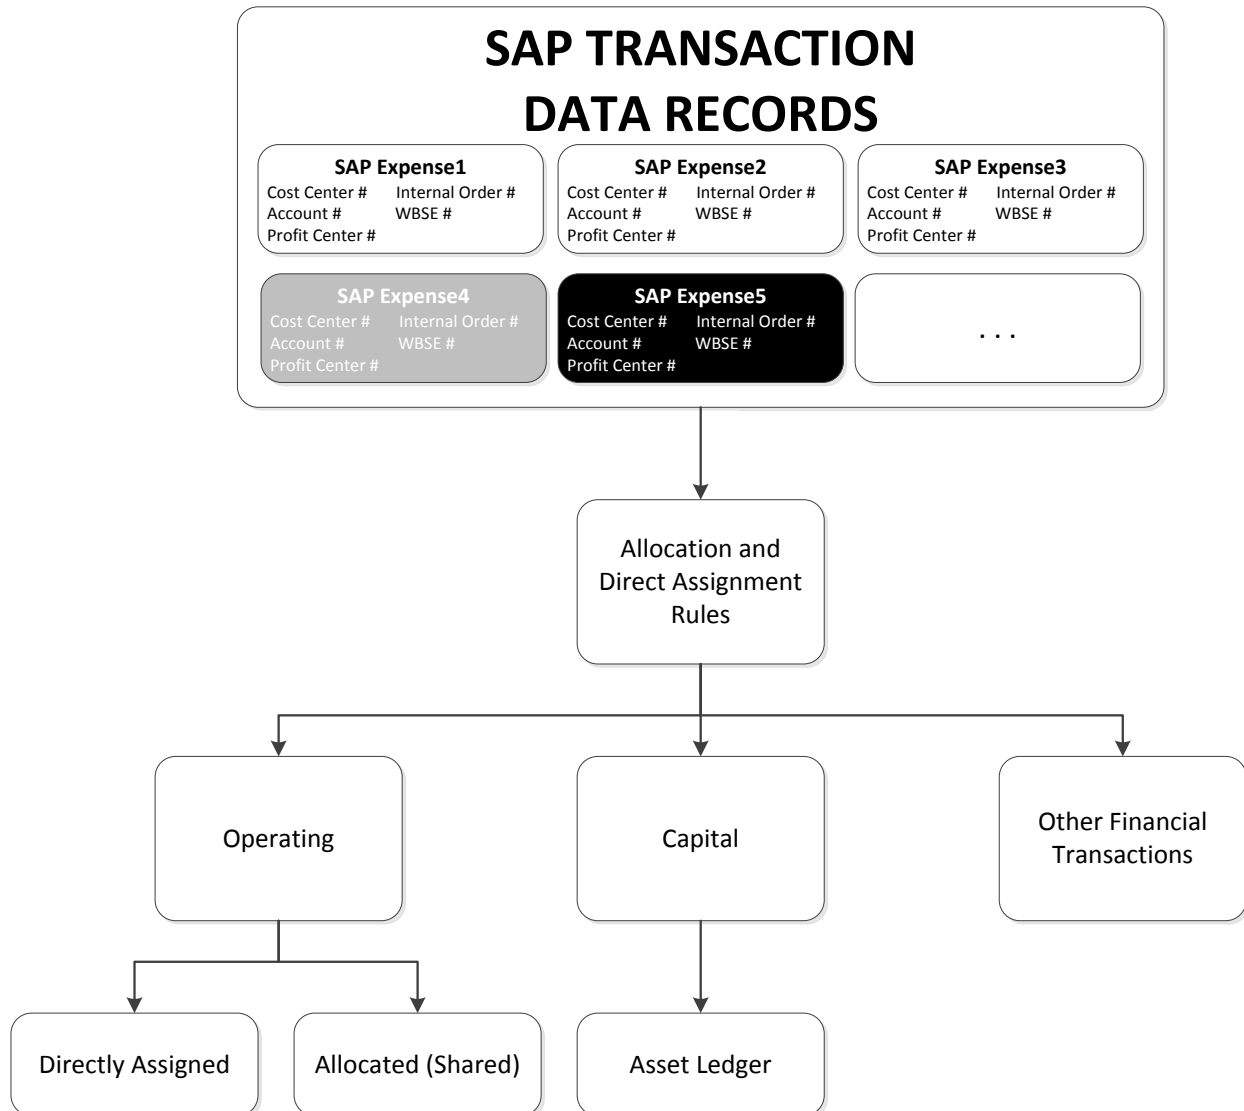 SAP TRANSACTION
DATA RECORDS
SAP Expense1
Cost Center # Internal Order #
Account # WBSE #
Profit Center #
SAP Expense2
Cost Center # Internal Order #
Account # WBSE #
Profit Center #
SAP Expense3
Cost Center # Internal Order #
Account # WBSE #
Profit Center #
SAP Expense4
Cost Center # Internal Order #
Account # WBSE #
Profit Center #
SAP Expense5
Cost Center # Internal Order #
Account # WBSE #
Profit Center #
. . .
Allocation and
Direct Assignment
Rules
Operating
Capital
Other Financial
Transactions
Directly Assigned
Allocated (Shared)
Asset Ledger